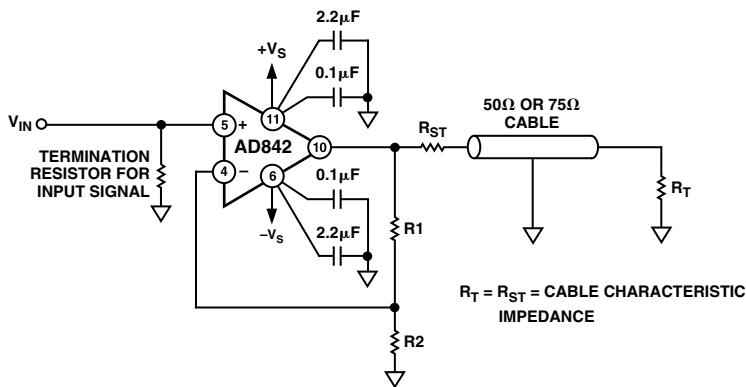 2.2µF
+VS
0.1µF
VIN
5
+
11
AD842
10
4
–
6
TERMINATION
RESISTOR FOR
INPUT SIGNAL
0.1µF
–VS
2.2µF
RST
50Ω OR 75Ω
CABLE
RT
R1
R2
RT = RST = CABLE CHARACTERISTIC
IMPEDANCE